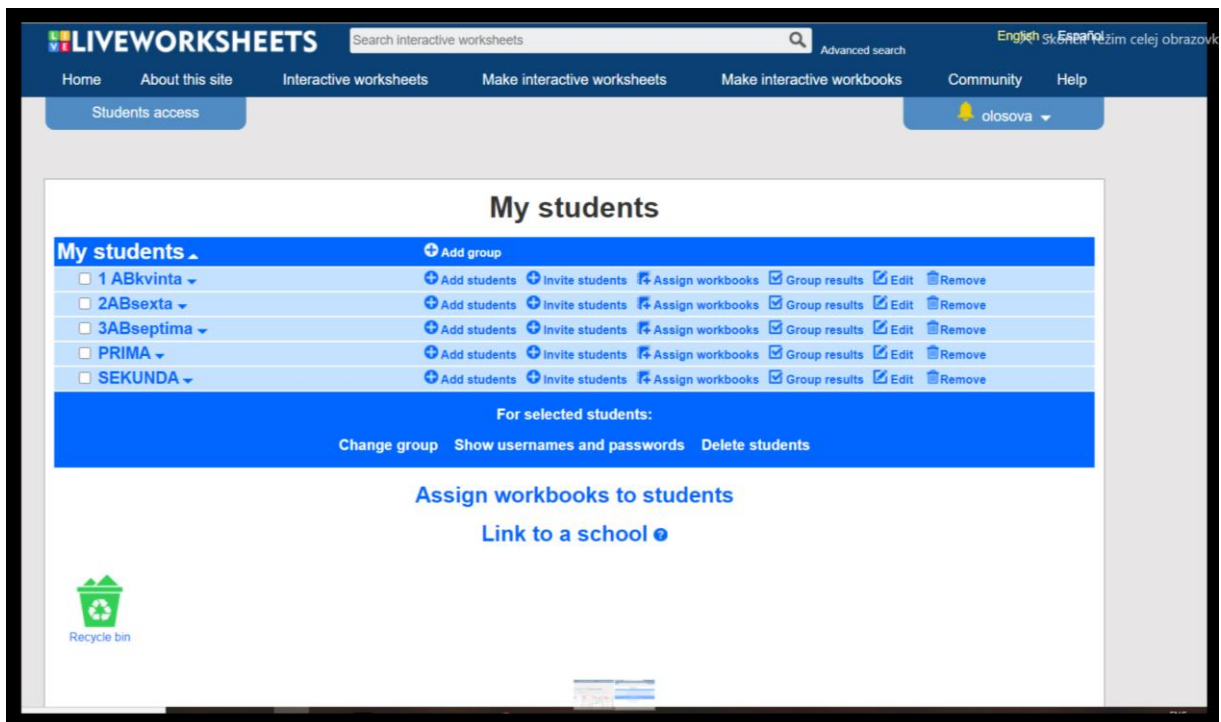 LIVEWORKSHEETS Search interactive worksheets Advanced search English Español
režim celej obrazovk
Home About this site Interactive worksheets Make interactive worksheets Make interactive workbooks Community Help
Students access olosova
My students
My students Add group
1 ABkvinta Add students Invite students Assign workbooks Group results Edit Remove
2ABsexta Add students Invite students Assign workbooks Group results Edit Remove
3ABseptima Add students Invite students Assign workbooks Group results Edit Remove
PRIMA Add students Invite students Assign workbooks Group results Edit Remove
SEKUNDA Add students Invite students Assign workbooks Group results Edit Remove
For selected students:
Change group Show usernames and passwords Delete students
Assign workbooks to students
Link to a school ?
Recycle bin